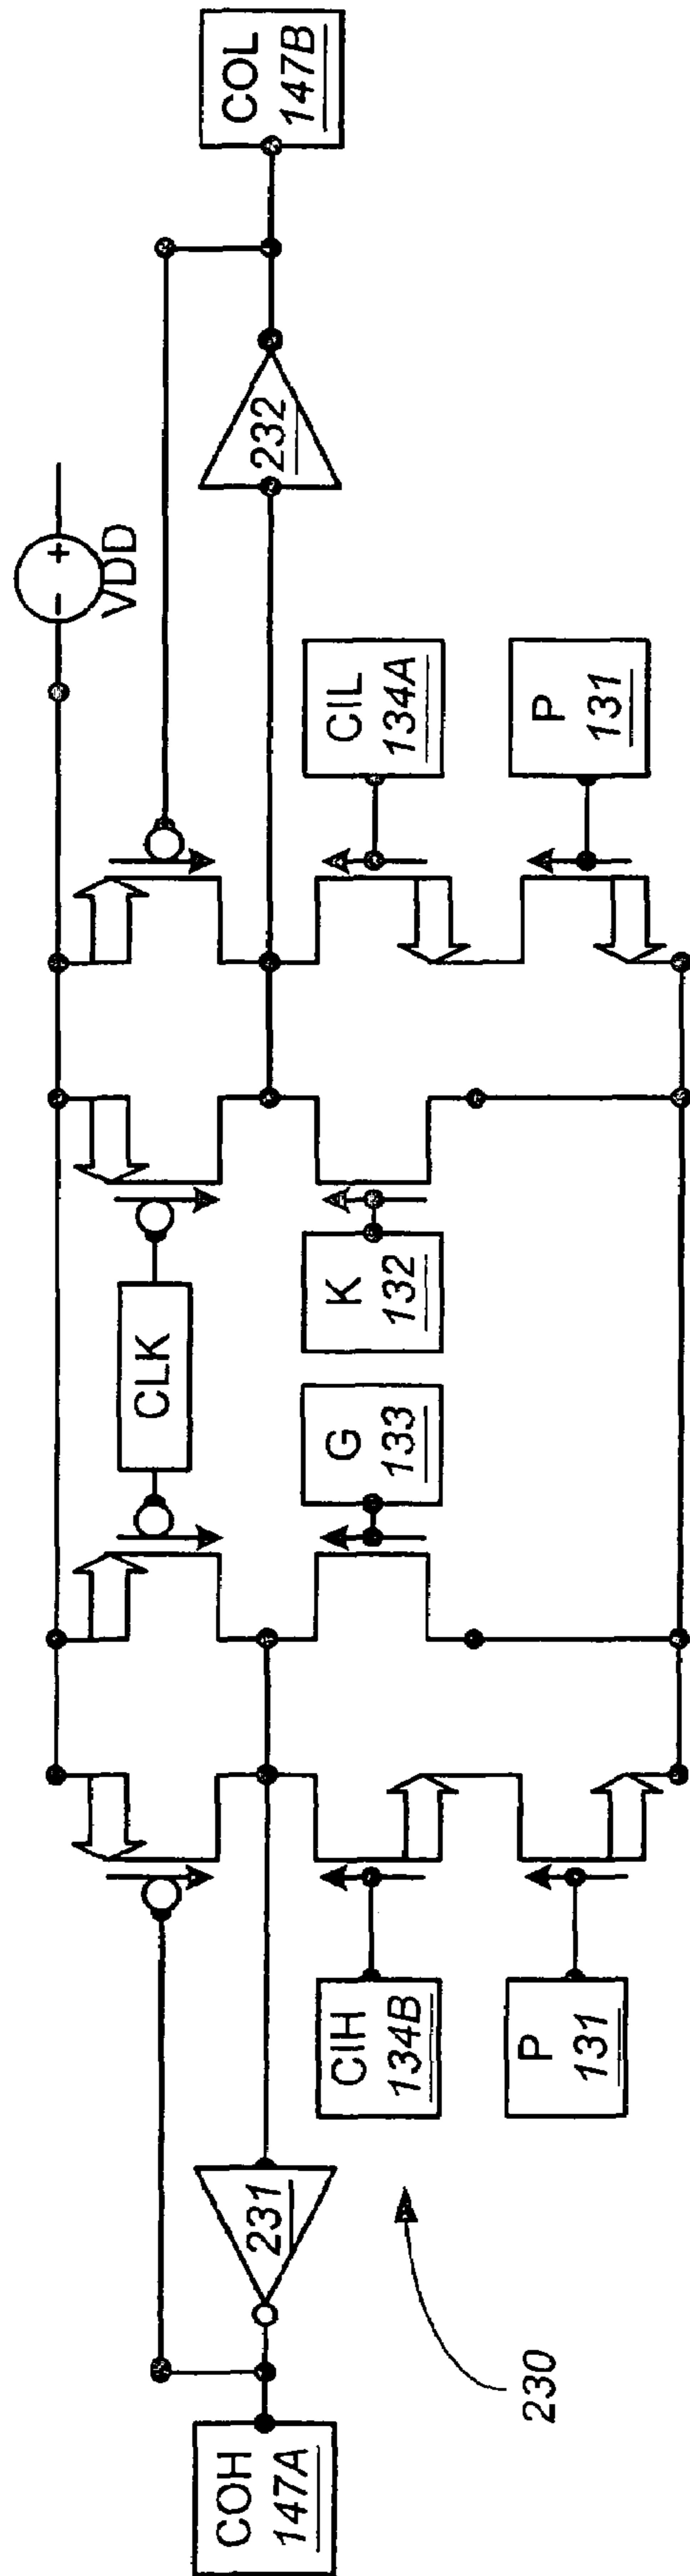 VDD
- +
CLK
COH
147A
231
CIH
134B
P
131
G
133
K
132
CIL
134A
P
131
232
COL
147B
230